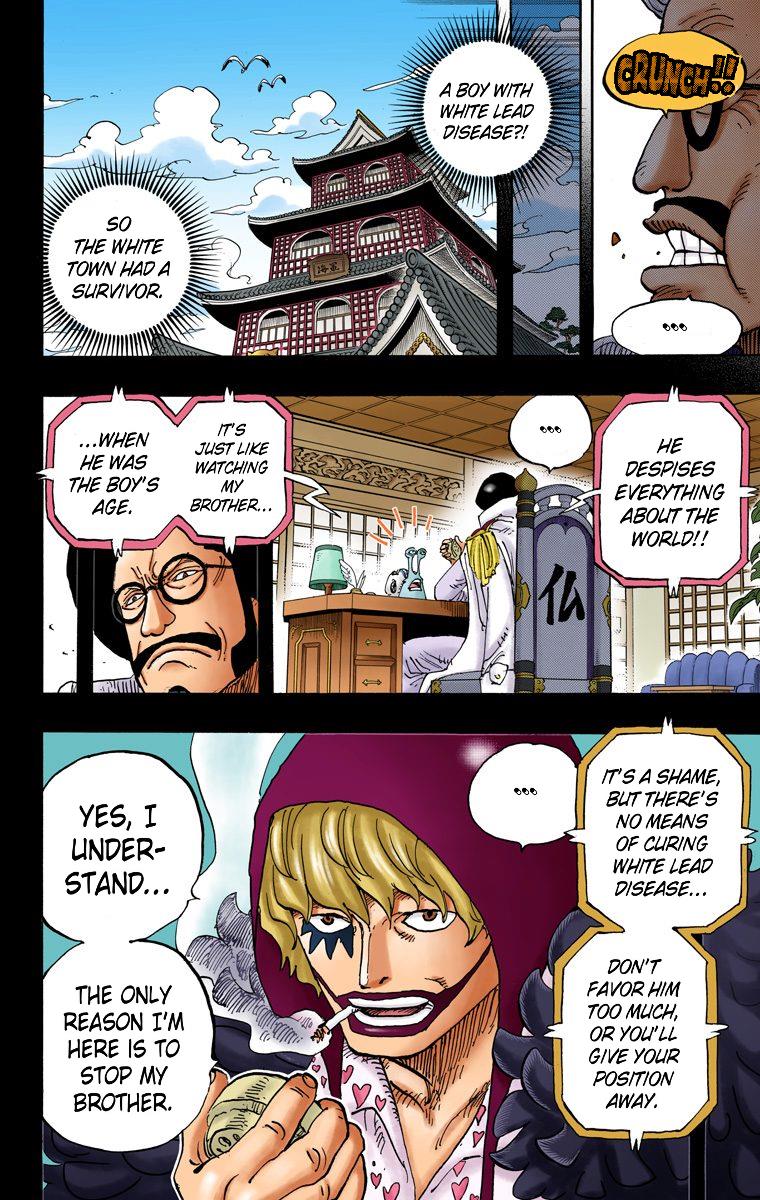 CRUNCH!!
...
A BOY WITH
WHITE LEAD
DISEASE?!
SO
THE WHITE
TOWN HAD A
SURVIVOR.
海軍
HE
DESPISES
EVERYTHING
ABOUT THE
WORLD!!
...
仏
IT'S
JUST LIKE
WATCHING
MY
BROTHER...
...WHEN
HE WAS
THE BOY'S
AGE.
IT'S A SHAME,
BUT THERE'S
NO MEANS
OF CURING
WHITE LEAD
DISEASE...
DON'T
FAVOR HIM
TOO MUCH,
OR YOU'LL
GIVE YOUR
POSITION
AWAY.
...
YES, I
UNDER-
STAND...
THE ONLY
REASON I'M
HERE IS TO
STOP MY
BROTHER.